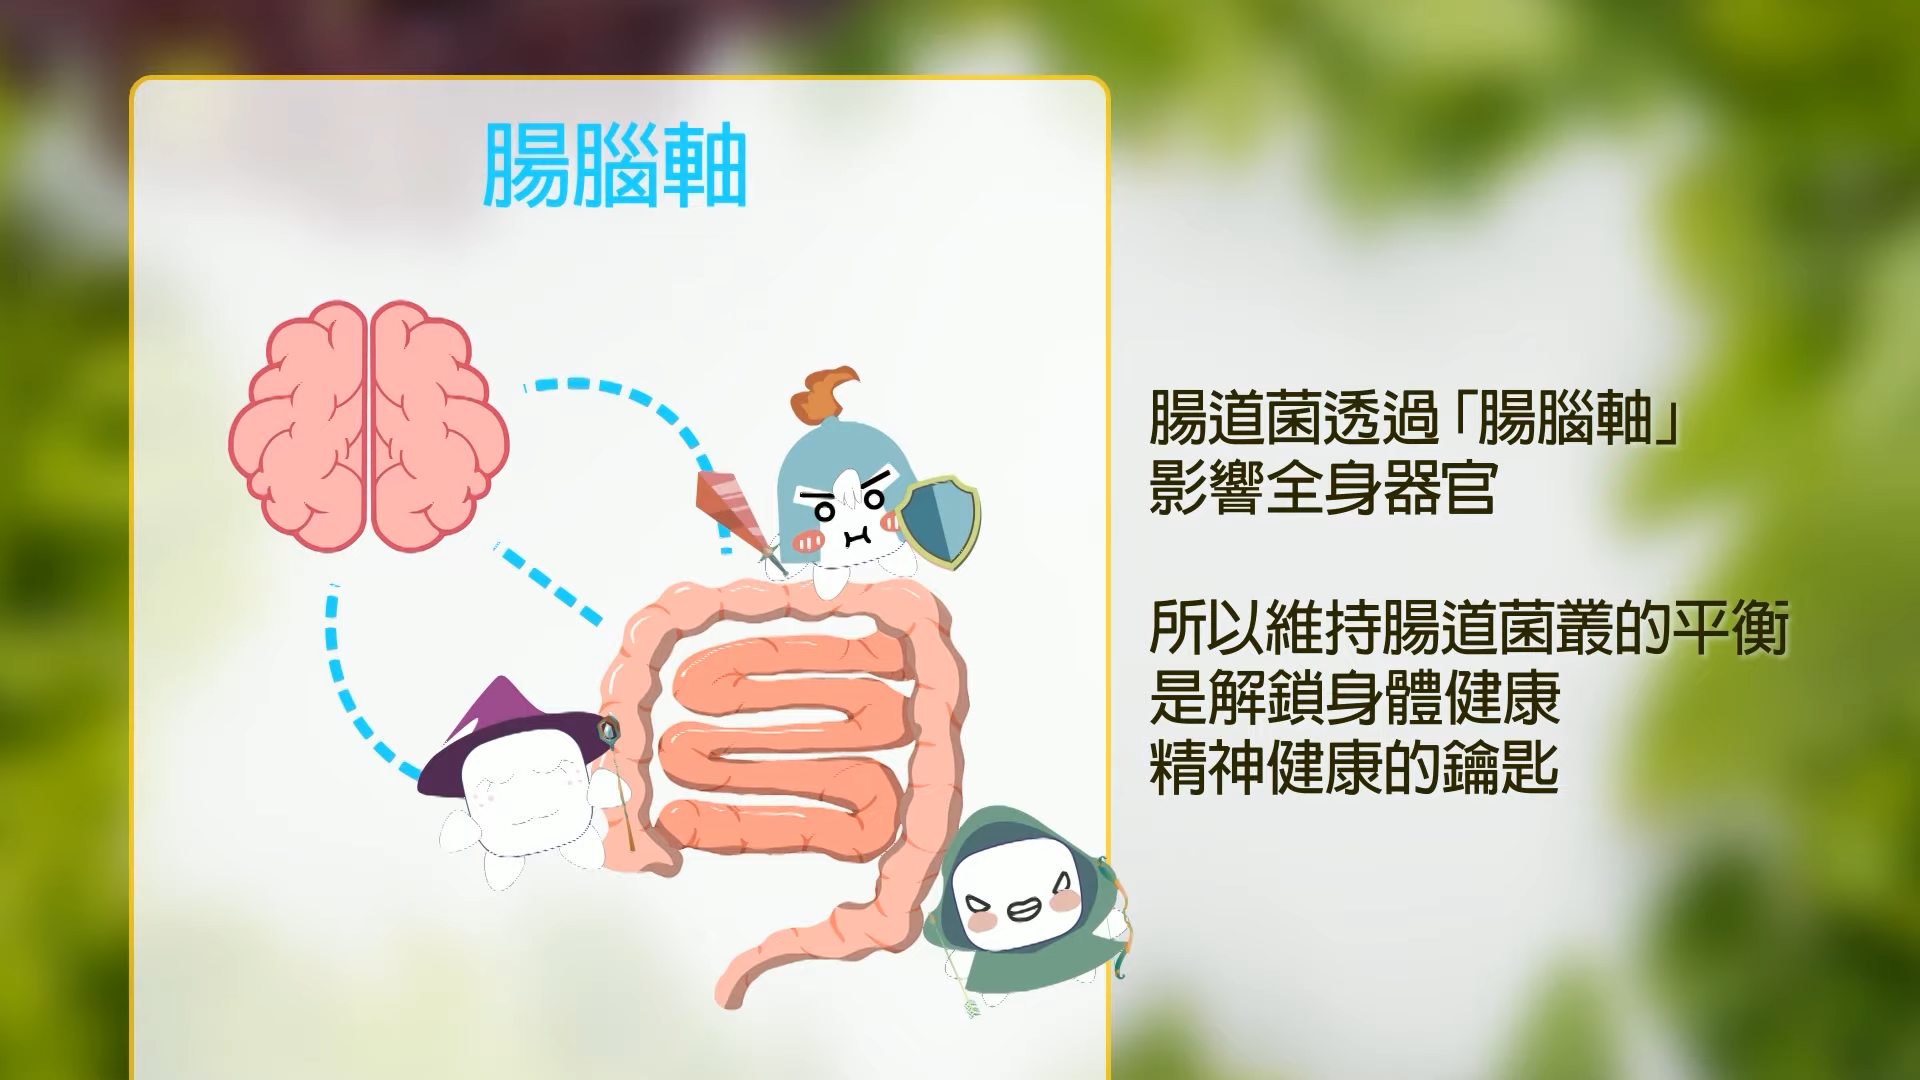 腸腦軸
腸道菌透過「腸腦軸」
影響全身器官
所以維持腸道菌叢的平衡
是解鎖身體健康
精神健康的鑰匙